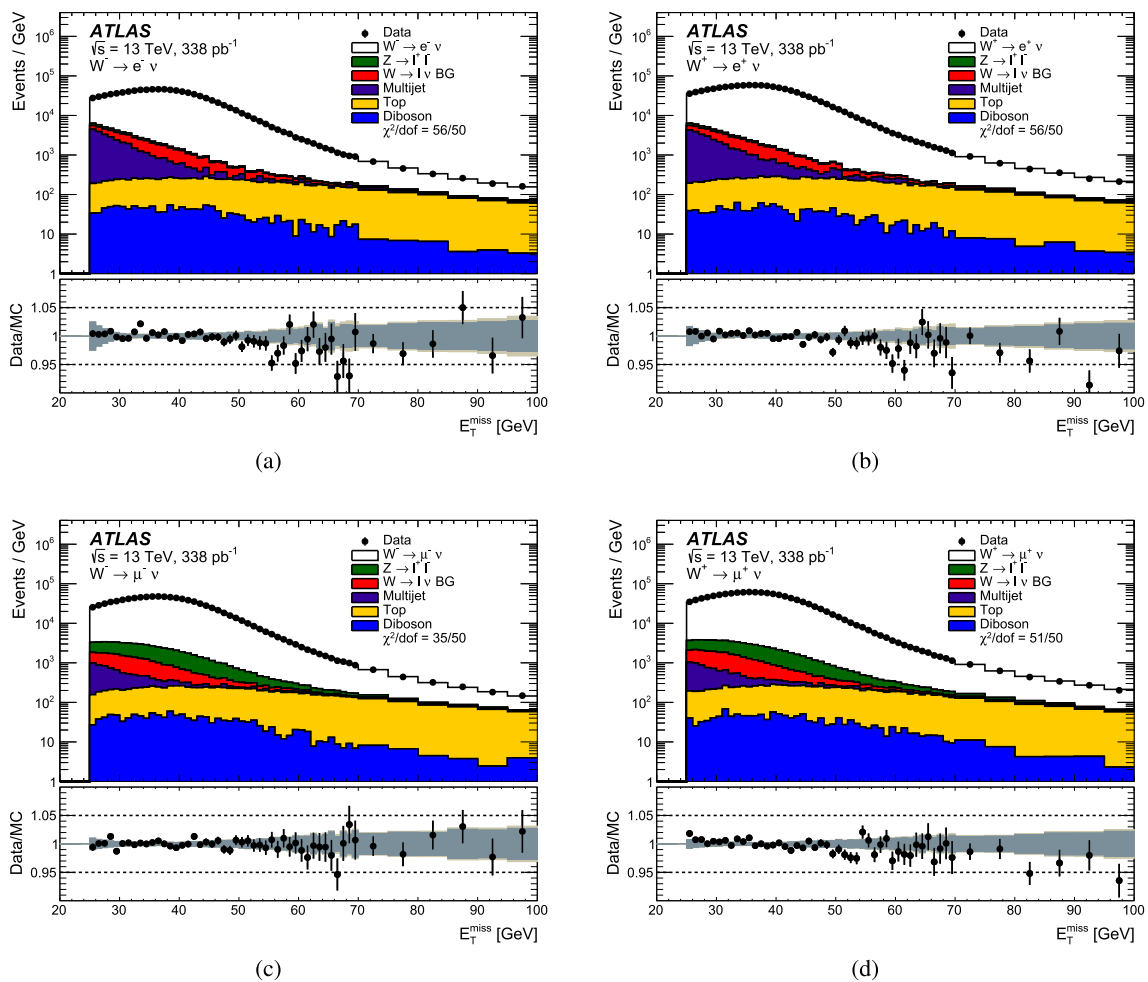 ATLAS
√s = 13 TeV, 338 pb⁻¹
W⁻ → e⁻ ν
Data
W⁻ → e⁻ ν
Z → l⁺ l⁻
W → l ν BG
Multijet
Top
Diboson
χ²/dof = 56/50
Events / GeV
10⁶
10⁵
10⁴
10³
10²
10
1
Data/MC
1.05
1
0.95
20 30 40 50 60 70 80 90 100
E_T^miss [GeV]
(a)
ATLAS
√s = 13 TeV, 338 pb⁻¹
W⁺ → e⁺ ν
Data
W⁺ → e⁺ ν
Z → l⁺ l⁻
W → l ν BG
Multijet
Top
Diboson
χ²/dof = 56/50
Events / GeV
10⁶
10⁵
10⁴
10³
10²
10
1
Data/MC
1.05
1
0.95
20 30 40 50 60 70 80 90 100
E_T^miss [GeV]
(b)
ATLAS
√s = 13 TeV, 338 pb⁻¹
W⁻ → μ⁻ ν
Data
W⁻ → μ⁻ ν
Z → l⁺ l⁻
W → l ν BG
Multijet
Top
Diboson
χ²/dof = 35/50
Events / GeV
10⁶
10⁵
10⁴
10³
10²
10
1
Data/MC
1.05
1
0.95
20 30 40 50 60 70 80 90 100
E_T^miss [GeV]
(c)
ATLAS
√s = 13 TeV, 338 pb⁻¹
W⁺ → μ⁺ ν
Data
W⁺ → μ⁺ ν
Z → l⁺ l⁻
W → l ν BG
Multijet
Top
Diboson
χ²/dof = 51/50
Events / GeV
10⁶
10⁵
10⁴
10³
10²
10
1
Data/MC
1.05
1
0.95
20 30 40 50 60 70 80 90 100
E_T^miss [GeV]
(d)